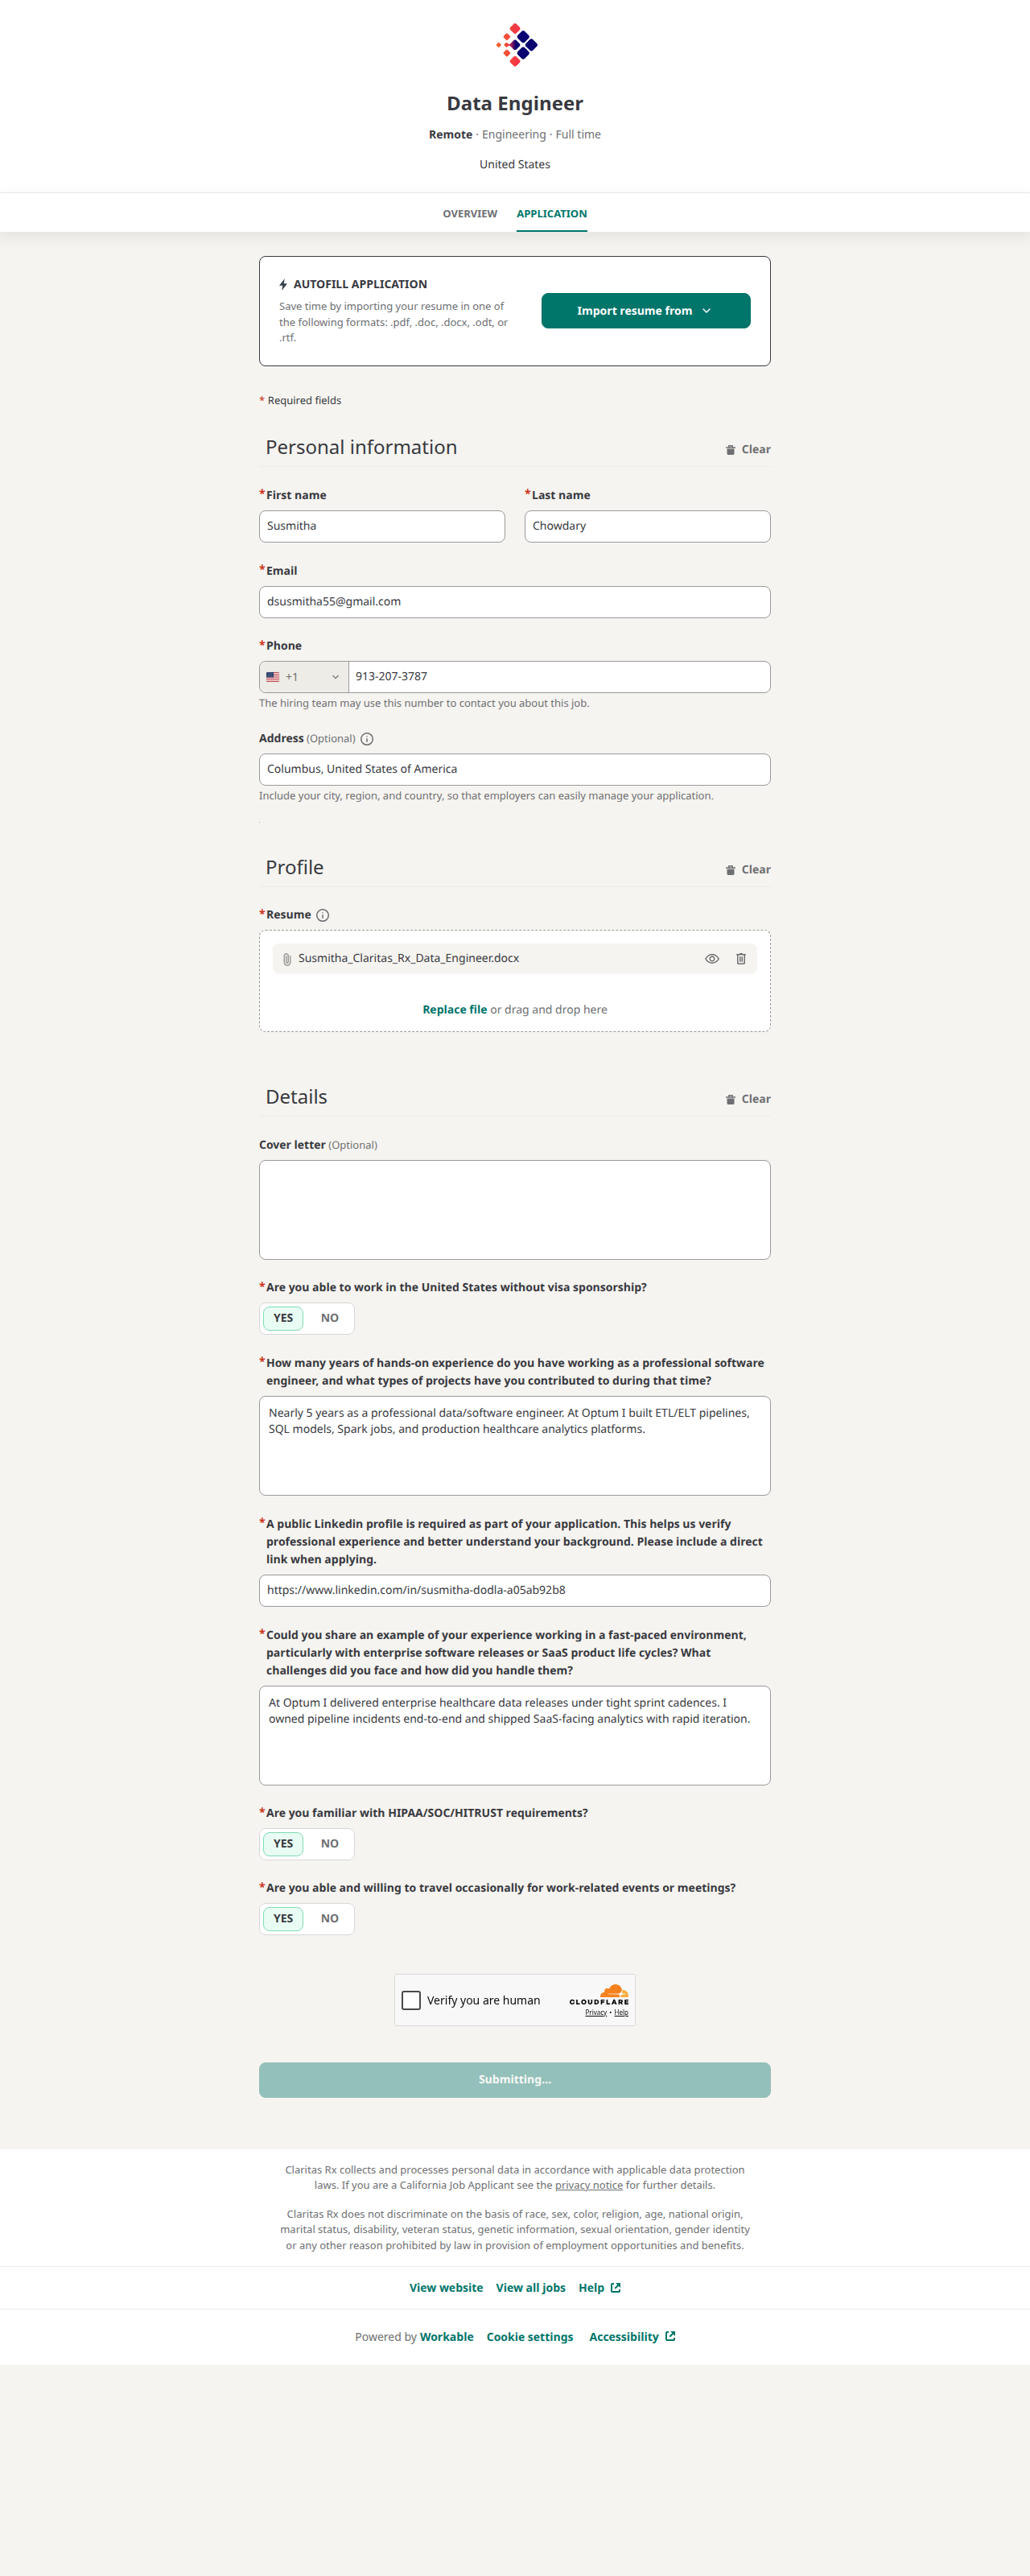 Data Engineer
Remote · Engineering · Full time
United States
OVERVIEW APPLICATION
AUTOFILL APPLICATION
Save time by importing your resume in one of
the following formats: .pdf, .doc, .docx, .odt, or
.rtf.
Import resume from
* Required fields
Personal information
Clear
*First name
*Last name
Susmitha
Chowdary
*Email
dsusmitha55@gmail.com
*Phone
+1
913-207-3787
The hiring team may use this number to contact you about this job.
Address (Optional)
Columbus, United States of America
Include your city, region, and country, so that employers can easily manage your application.
Profile
Clear
*Resume
Susmitha_Claritas_Rx_Data_Engineer.docx
Replace file or drag and drop here
Details
Clear
Cover letter (Optional)
*Are you able to work in the United States without visa sponsorship?
YES NO
*How many years of hands-on experience do you have working as a professional software
engineer, and what types of projects have you contributed to during that time?
Nearly 5 years as a professional data/software engineer. At Optum I built ETL/ELT pipelines,
SQL models, Spark jobs, and production healthcare analytics platforms.
*A public Linkedin profile is required as part of your application. This helps us verify
professional experience and better understand your background. Please include a direct
link when applying.
https://www.linkedin.com/in/susmitha-dodla-a05ab92b8
*Could you share an example of your experience working in a fast-paced environment,
particularly with enterprise software releases or SaaS product life cycles? What
challenges did you face and how did you handle them?
At Optum I delivered enterprise healthcare data releases under tight sprint cadences. I
owned pipeline incidents end-to-end and shipped SaaS-facing analytics with rapid iteration.
*Are you familiar with HIPAA/SOC/HITRUST requirements?
YES NO
*Are you able and willing to travel occasionally for work-related events or meetings?
YES NO
Verify you are human
CLOUDFLARE
Privacy • Help
Submitting...
Claritas Rx collects and processes personal data in accordance with applicable data protection
laws. If you are a California Job Applicant see the privacy notice for further details.
Claritas Rx does not discriminate on the basis of race, sex, color, religion, age, national origin,
marital status, disability, veteran status, genetic information, sexual orientation, gender identity
or any other reason prohibited by law in provision of employment opportunities and benefits.
View website View all jobs Help
Powered by Workable Cookie settings Accessibility